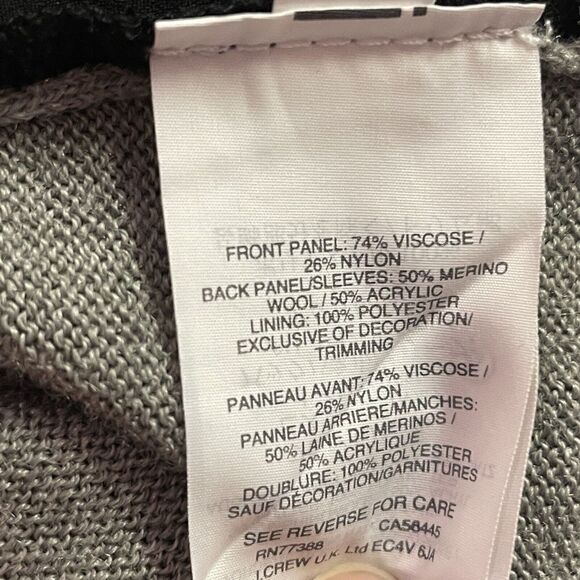 FRONT PANEL: 74% VISCOSE /
26% NYLON
BACK PANEL/SLEEVES: 50% MERINO
WOOL / 50% ACRYLIC
LINING: 100% POLYESTER
EXCLUSIVE OF DECORATION/
TRIMMING
PANNEAU AVANT: 74% VISCOSE /
26% NYLON
PANNEAU ARRIERE/MANCHES:
50% LAINE DE MERINOS /
50% ACRYLIQUE
DOUBLURE: 100% POLYESTER
SAUF DÉCORATION/GARNITURES
SEE REVERSE FOR CARE
RN77388 CA56445
J.CREW U.K. Ltd EC4V 6JA